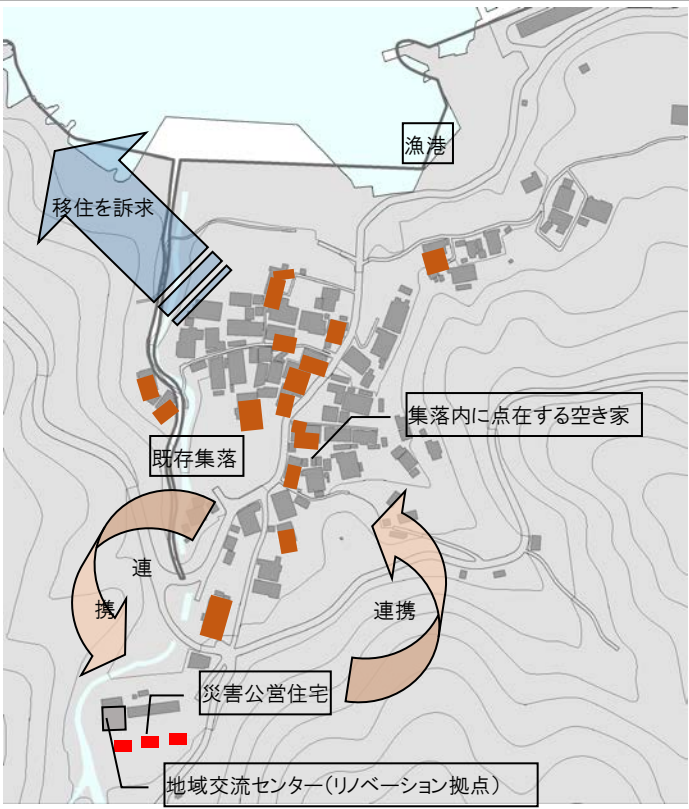 漁港
移住を訴求
集落内に点在する空き家
既存集落
連
携
連携
災害公営住宅
地域交流センター(リノベーション拠点)